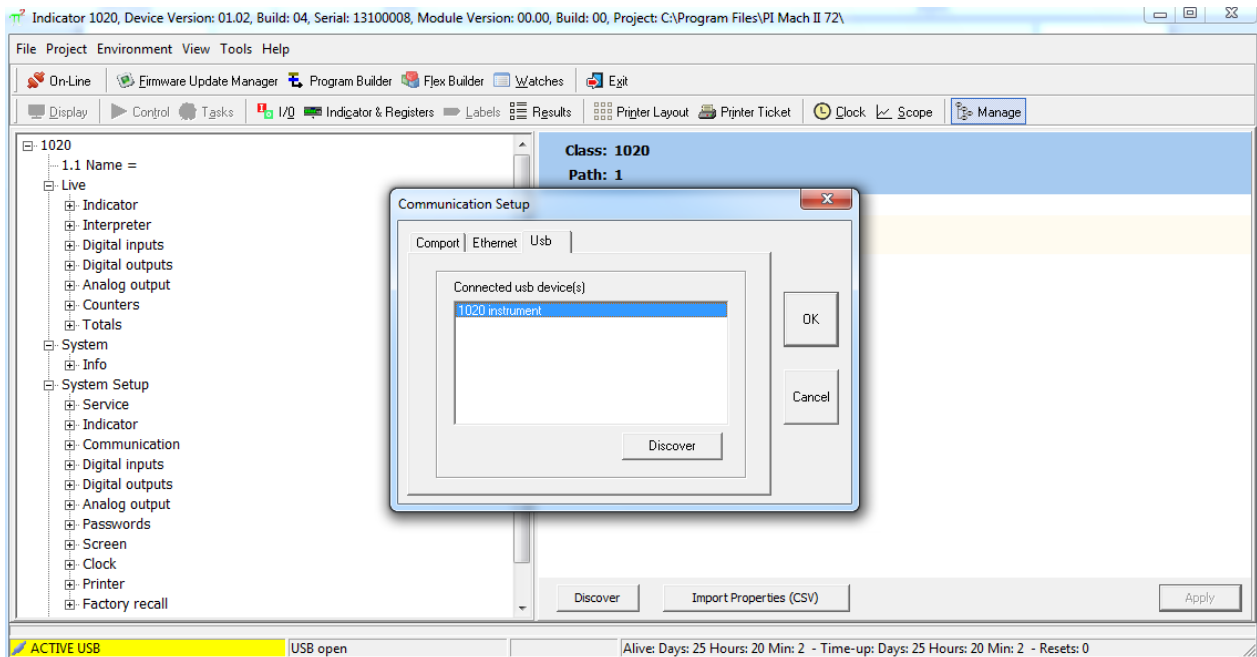 π² Indicator 1020, Device Version: 01.02, Build: 04, Serial: 13100008, Module Version: 00.00, Build: 00, Project: C:\Program Files\PI Mach II 72\
File Project Environment View Tools Help
On-Line Firmware Update Manager Program Builder Flex Builder Watches Exit
Display Control Tasks I/O Indicator & Registers Labels Results Printer Layout Printer Ticket Clock Scope Manage
1020
1.1 Name =
Live
Indicator
Interpreter
Digital inputs
Digital outputs
Analog output
Counters
Totals
System
Info
System Setup
Service
Indicator
Communication
Digital inputs
Digital outputs
Analog output
Passwords
Screen
Clock
Printer
Factory recall
Class: 1020
Path: 1
Communication Setup
Comport Ethernet Usb
Connected usb device(s)
1020 instrument
Discover
OK
Cancel
Discover Import Properties (CSV) Apply
ACTIVE USB USB open Alive: Days: 25 Hours: 20 Min: 2 - Time-up: Days: 25 Hours: 20 Min: 2 - Resets: 0